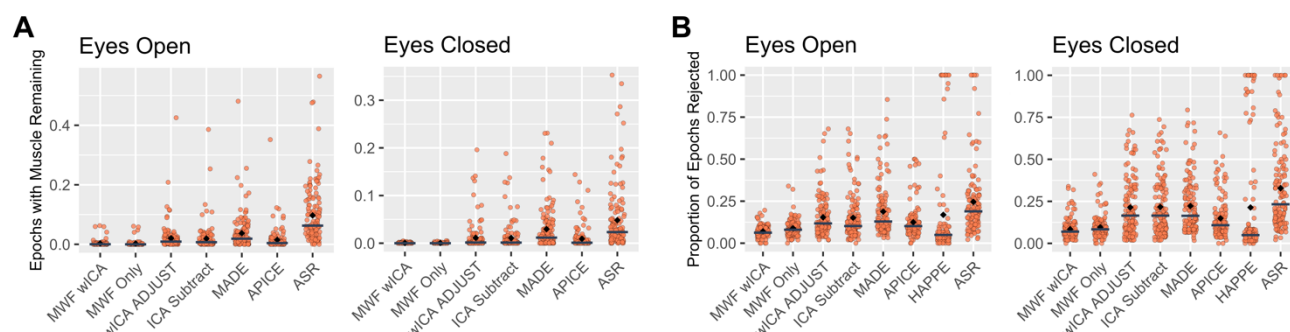 A
Eyes Open
Eyes Closed
Epochs with Muscle Remaining
0.4
0.2
0.0
0.3
0.2
0.1
0.0
MWF wICA
MWF Only
wICA ADJUST
ICA Subtract
MADE
APICE
ASR
MWF wICA
MWF Only
wICA ADJUST
ICA Subtract
MADE
APICE
ASR
B
Eyes Open
Eyes Closed
Proportion of Epochs Rejected
1.00
0.75
0.50
0.25
0.00
1.00
0.75
0.50
0.25
0.00
MWF wICA
MWF Only
wICA ADJUST
ICA Subtract
MADE
APICE
HAPPE
ASR
MWF wICA
MWF Only
wICA ADJUST
ICA Subtract
MADE
APICE
HAPPE
ASR